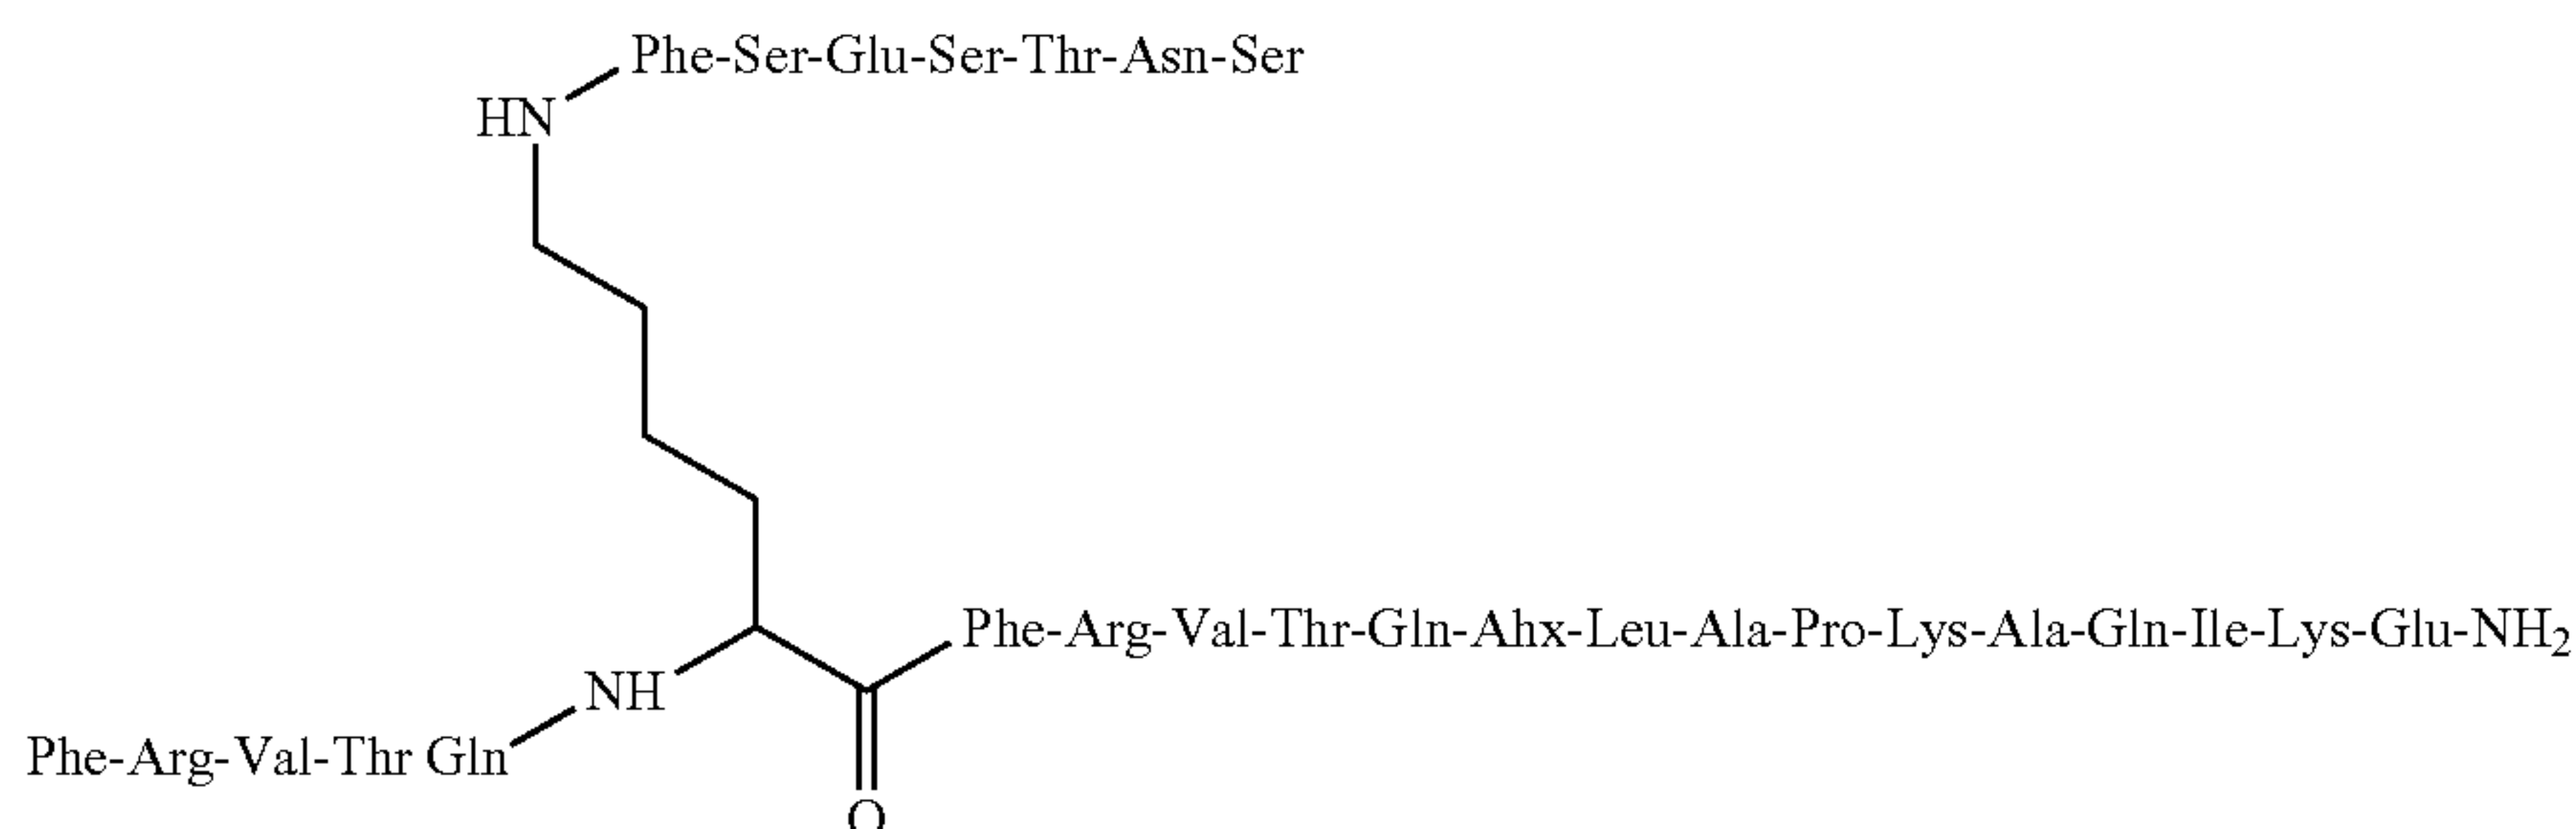 Phe-Ser-Glu-Ser-Thr-Asn-Ser
HN
Phe-Arg-Val-Thr-Gln-Ahx-Leu-Ala-Pro-Lys-Ala-Gln-Ile-Lys-Glu-NH2
NH
Phe-Arg-Val-Thr Gln
O